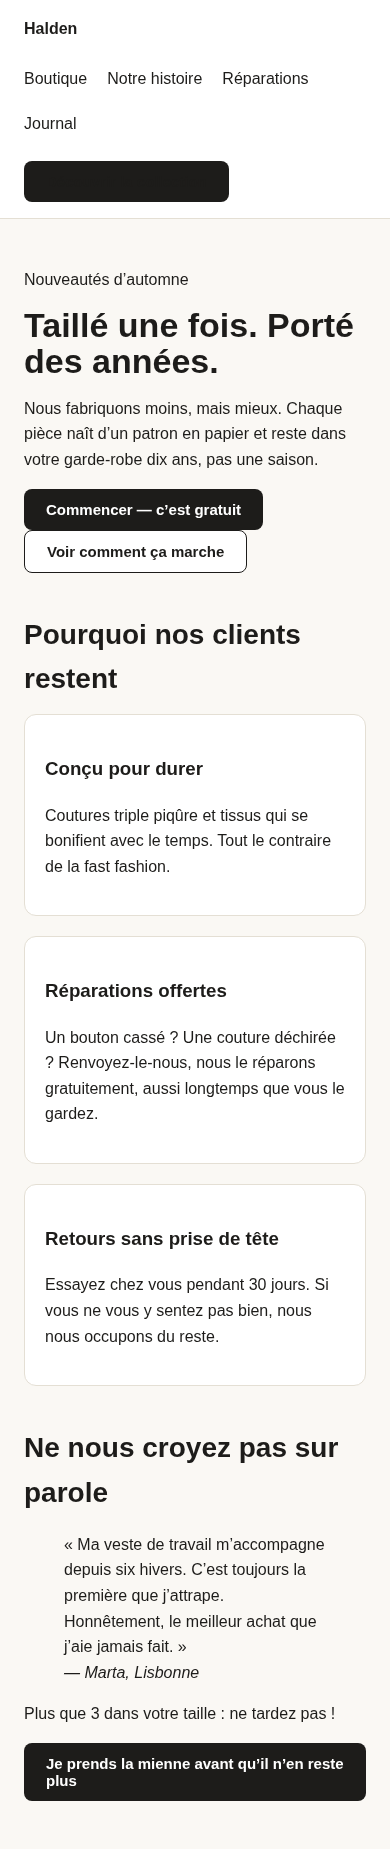 Halden
Boutique Notre histoire Réparations
Journal
Nouveautés d’automne
Taillé une fois. Porté
des années.
Nous fabriquons moins, mais mieux. Chaque
pièce naît d’un patron en papier et reste dans
votre garde-robe dix ans, pas une saison.
Commencer — c’est gratuit
Voir comment ça marche
Pourquoi nos clients
restent
Conçu pour durer
Coutures triple piqûre et tissus qui se
bonifient avec le temps. Tout le contraire
de la fast fashion.
Réparations offertes
Un bouton cassé ? Une couture déchirée
? Renvoyez-le-nous, nous le réparons
gratuitement, aussi longtemps que vous le
gardez.
Retours sans prise de tête
Essayez chez vous pendant 30 jours. Si
vous ne vous y sentez pas bien, nous
nous occupons du reste.
Ne nous croyez pas sur
parole
« Ma veste de travail m’accompagne
depuis six hivers. C’est toujours la
première que j’attrape.
Honnêtement, le meilleur achat que
j’aie jamais fait. »
— Marta, Lisbonne
Plus que 3 dans votre taille : ne tardez pas !
Je prends la mienne avant qu’il n’en reste
plus